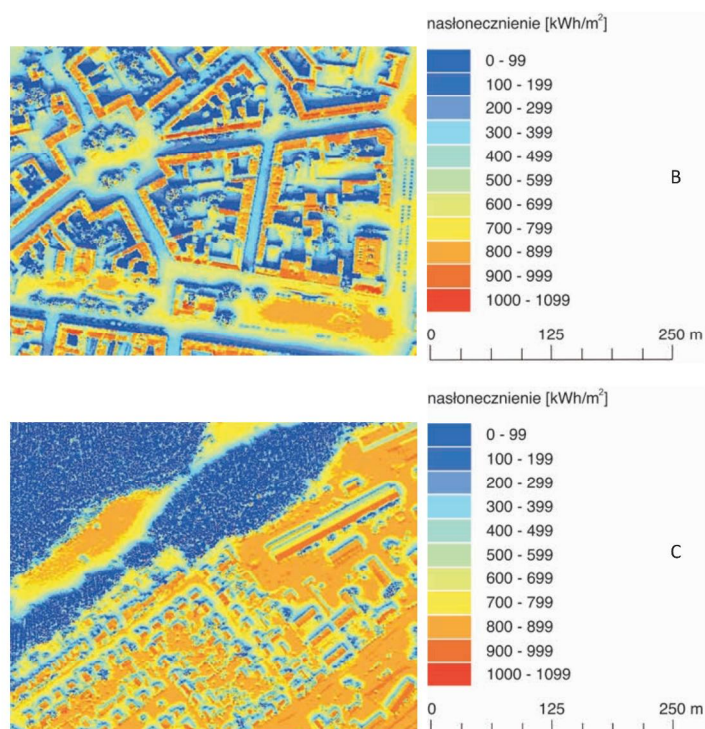 nasłonecznienie [kWh/m²]
0 - 99
100 - 199
200 - 299
300 - 399
400 - 499
500 - 599
600 - 699
700 - 799
800 - 899
900 - 999
1000 - 1099
B
0 125 250 m
nasłonecznienie [kWh/m²]
0 - 99
100 - 199
200 - 299
300 - 399
400 - 499
500 - 599
600 - 699
700 - 799
800 - 899
900 - 999
1000 - 1099
C
0 125 250 m